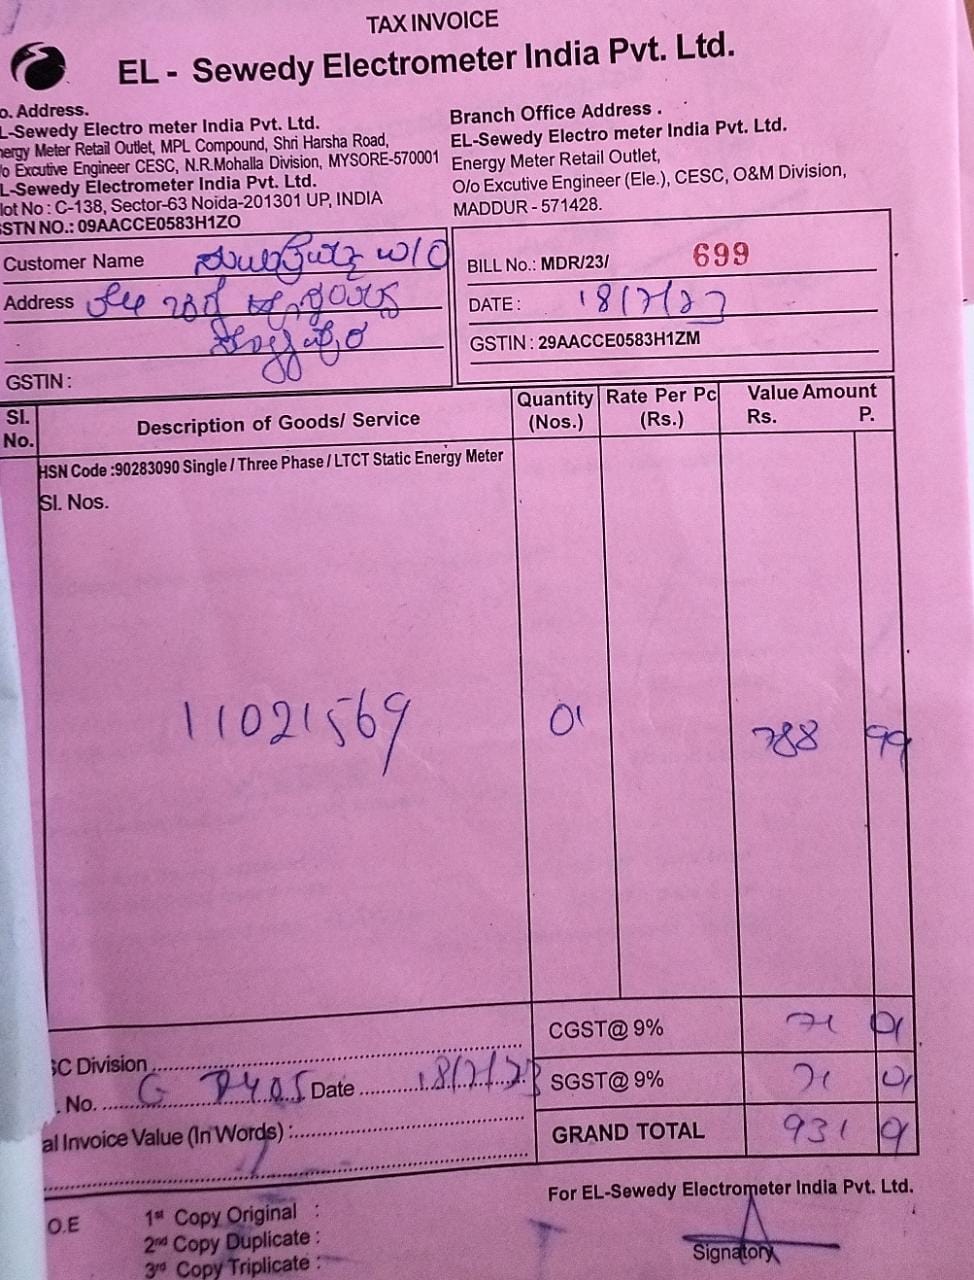 TAX INVOICE
EL - Sewedy Electrometer India Pvt. Ltd.
o. Address.
L-Sewedy Electro meter India Pvt. Ltd.
nergy Meter Retail Outlet, MPL Compound, Shri Harsha Road,
/o Excutive Engineer CESC, N.R.Mohalla Division, MYSORE-570001
L-Sewedy Electrometer India Pvt. Ltd.
lot No : C-138, Sector-63 Noida-201301 UP, INDIA
STN NO.: 09AACCE0583H1ZO
Branch Office Address .
EL-Sewedy Electro meter India Pvt. Ltd.
Energy Meter Retail Outlet,
O/o Excutive Engineer (Ele.), CESC, O&M Division,
MADDUR - 571428.
Customer Name W/O
Address
GSTIN :
BILL No.: MDR/23/ 699
DATE : 18/7/23
GSTIN : 29AACCE0583H1ZM
Sl. No. Description of Goods/ Service Quantity (Nos.) Rate Per Pc (Rs.) Value Amount Rs. P.
HSN Code :90283090 Single / Three Phase / LTCT Static Energy Meter
Sl. Nos.
11021569 01 788 99
CGST@ 9% 71 01
SC Division
SGST@ 9% 71 01
. No. G 7405 Date 18/7/23
al Invoice Value (In Words) :
GRAND TOTAL 931 01
For EL-Sewedy Electrometer India Pvt. Ltd.
O.E
1st Copy Original :
2nd Copy Duplicate :
3rd Copy Triplicate :
Signatory